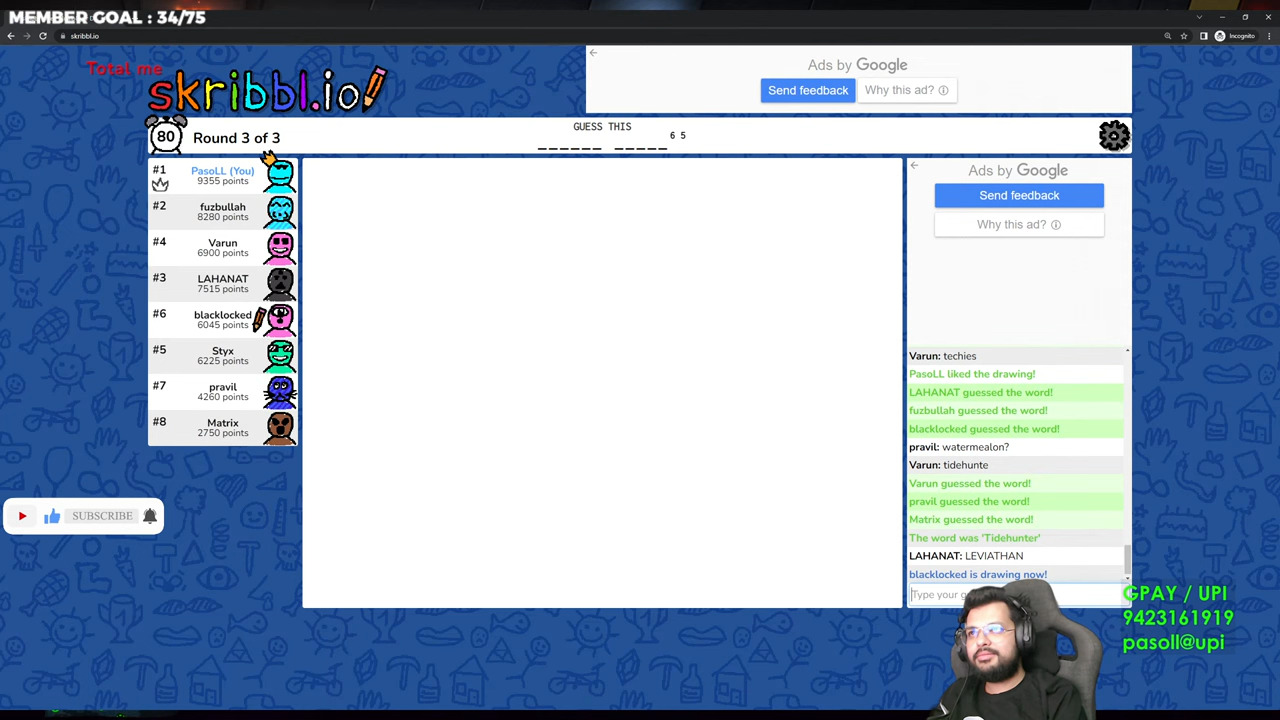 MEMBER GOAL : 34/75
skribbl.io
Incognito
Total me
skribbl.io
Ads by Google
Send feedback
Why this ad?
80
Round 3 of 3
GUESS THIS
______ _____ 6 5
#1 PasoLL (You)
9355 points
#2 fuzbullah
8280 points
#4 Varun
6900 points
#3 LAHANAT
7515 points
#6 blacklocked
6045 points
#5 Styx
6225 points
#7 pravil
4260 points
#8 Matrix
2750 points
Ads by Google
Send feedback
Why this ad?
Varun: techies
PasoLL liked the drawing!
LAHANAT guessed the word!
fuzbullah guessed the word!
blacklocked guessed the word!
pravil: watermealon?
Varun: tidehunte
Varun guessed the word!
pravil guessed the word!
Matrix guessed the word!
The word was 'Tidehunter'
LAHANAT: LEVIATHAN
blacklocked is drawing now!
Type your g
SUBSCRIBE
GPAY / UPI
9423161919
pasoll@upi